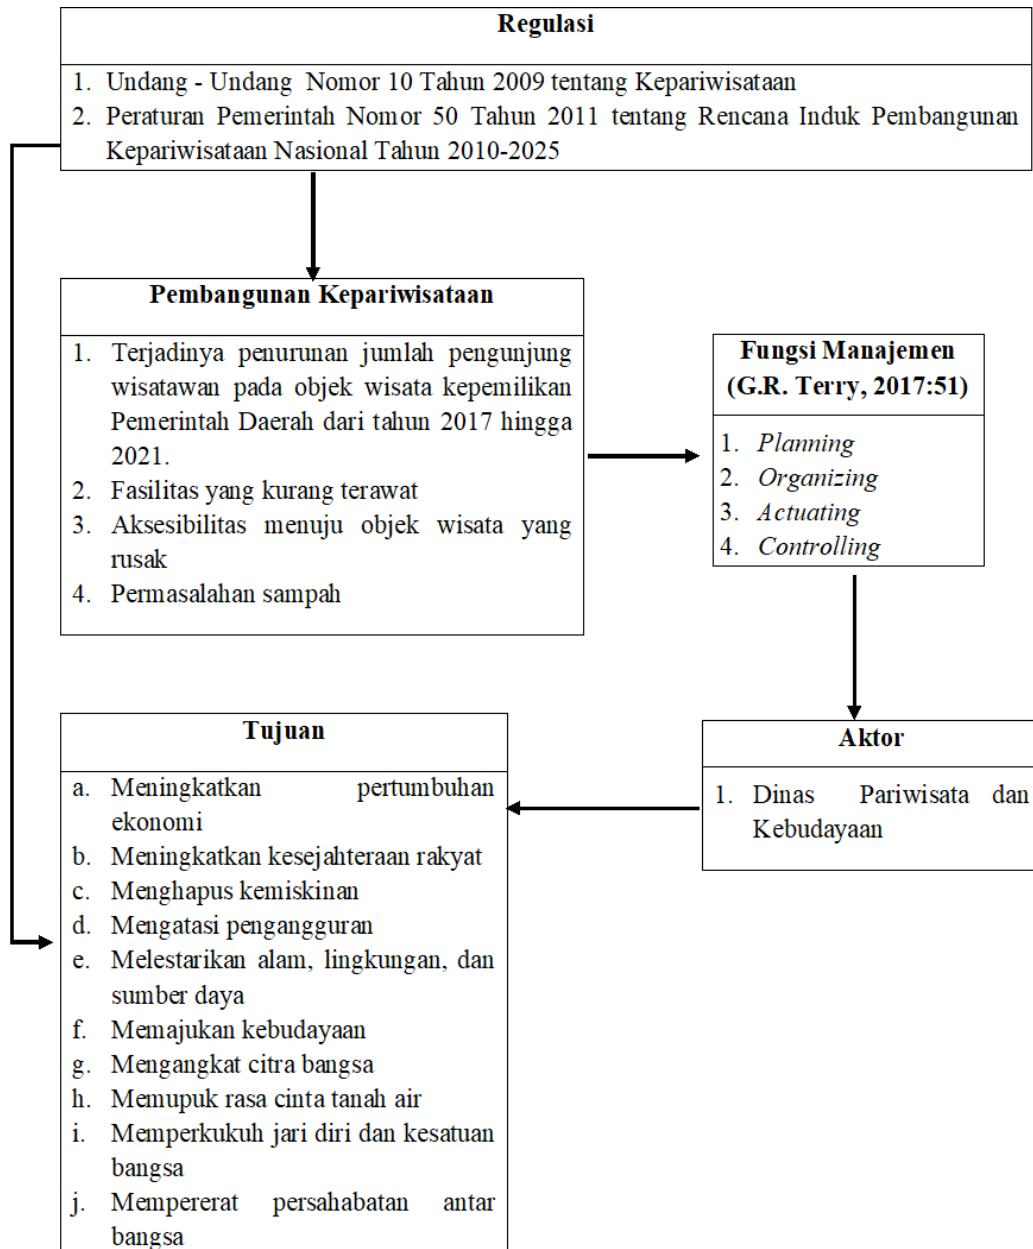 Regulasi
1. Undang - Undang Nomor 10 Tahun 2009 tentang Kepariwisataan
2. Peraturan Pemerintah Nomor 50 Tahun 2011 tentang Rencana Induk Pembangunan
Kepariwisataan Nasional Tahun 2010-2025
Pembangunan Kepariwisataan
1. Terjadinya penurunan jumlah pengunjung
wisatawan pada objek wisata kepemilikan
Pemerintah Daerah dari tahun 2017 hingga
2021.
2. Fasilitas yang kurang terawat
3. Aksesibilitas menuju objek wisata yang
rusak
4. Permasalahan sampah
Fungsi Manajemen
(G.R. Terry, 2017:51)
1. Planning
2. Organizing
3. Actuating
4. Controlling
Aktor
1. Dinas Pariwisata dan
Kebudayaan
Tujuan
a. Meningkatkan pertumbuhan
ekonomi
b. Meningkatkan kesejahteraan rakyat
c. Menghapus kemiskinan
d. Mengatasi pengangguran
e. Melestarikan alam, lingkungan, dan
sumber daya
f. Memajukan kebudayaan
g. Mengangkat citra bangsa
h. Memupuk rasa cinta tanah air
i. Memperkukuh jari diri dan kesatuan
bangsa
j. Mempererat persahabatan antar
bangsa